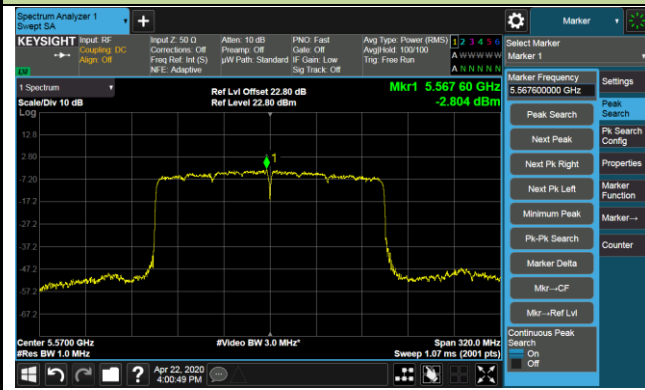 Spectrum Analyzer 1
Swept SA
Marker
KEYSIGHT
Input: RF
Coupling: DC
Align: Off
Input Z: 50 Ω
Corrections: Off
Freq Ref: Int (S)
NFE: Adaptive
Atten: 10 dB
Preamp: Off
µW Path: Standard
PNO: Fast
Gate: Off
IF Gain: Low
Sig Track: Off
Avg Type: Power (RMS)
Avg|Hold: 100/100
Trig: Free Run
1 2 3 4 5 6
A W W W W W
A N N N N N
Select Marker
Marker 1
1 Spectrum
Scale/Div 10 dB
Log
Ref Lvl Offset 22.80 dB
Ref Level 22.80 dBm
Mkr1 5.567 60 GHz
-2.804 dBm
12.8
2.80
-7.20
-17.2
-27.2
-37.2
-47.2
-57.2
-67.2
1
Center 5.5700 GHz
#Res BW 1.0 MHz
#Video BW 3.0 MHz*
Span 320.0 MHz
Sweep 1.07 ms (2001 pts)
Marker Frequency
5.567600000 GHz
Peak Search
Next Peak
Next Pk Right
Next Pk Left
Minimum Peak
Pk-Pk Search
Marker Delta
Mkr→CF
Mkr→Ref Lvl
Continuous Peak
Search
On
Off
Settings
Peak
Search
Pk Search
Config
Properties
Marker
Function
Marker→
Counter
Apr 22, 2020
4:00:49 PM